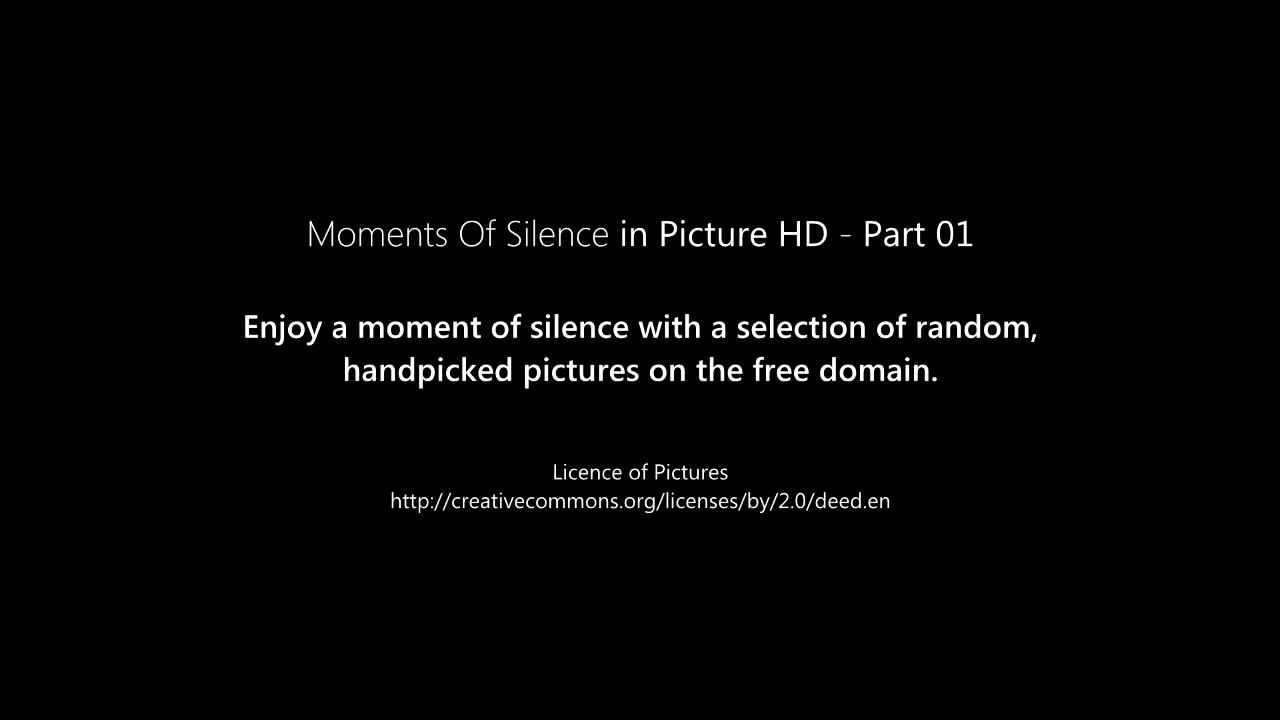 Moments Of Silence in Picture HD - Part 01
Enjoy a moment of silence with a selection of random,
handpicked pictures on the free domain.
Licence of Pictures
http://creativecommons.org/licenses/by/2.0/deed.en